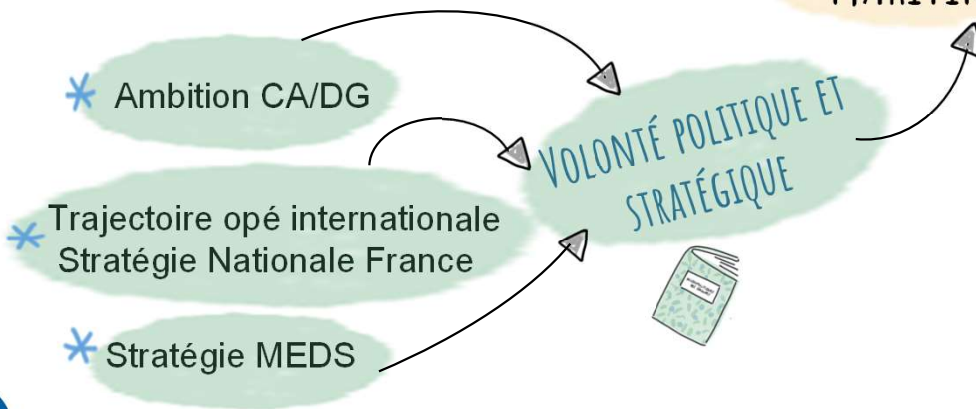 Ambition CA/DG
VOLONTÉ POLITIQUE ET
STRATÉGIQUE
Trajectoire opé internationale
Stratégie Nationale France
Stratégie MEDS